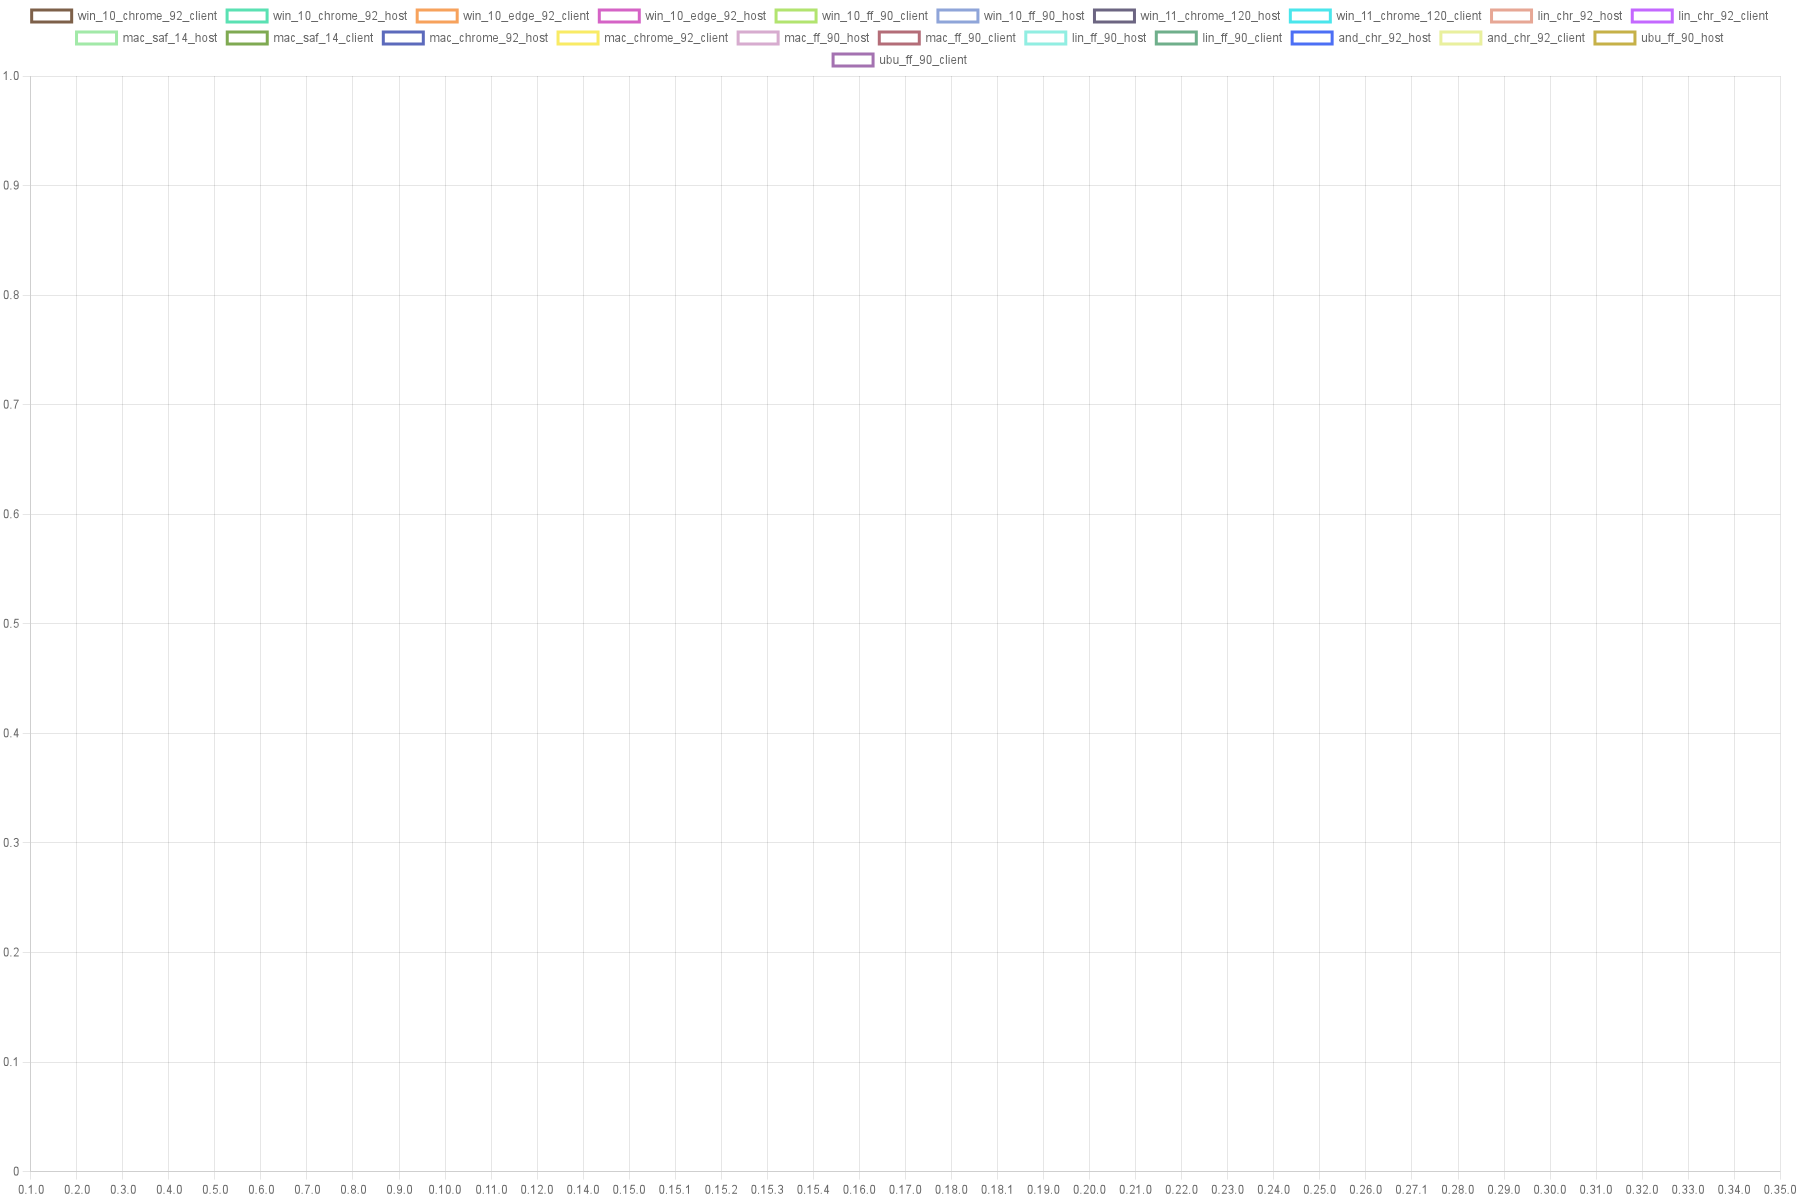 win_10_chrome_92_client win_10_chrome_92_host win_10_edge_92_client win_10_edge_92_host win_10_ff_90_client win_10_ff_90_host win_11_chrome_120_host win_11_chrome_120_client lin_chr_92_host lin_chr_92_client
mac_saf_14_host mac_saf_14_client mac_chrome_92_host mac_chrome_92_client mac_ff_90_host mac_ff_90_client lin_ff_90_host lin_ff_90_client and_chr_92_host and_chr_92_client ubu_ff_90_host
ubu_ff_90_client
1.0
0.9
0.8
0.7
0.6
0.5
0.4
0.3
0.2
0.1
0
0.1.0 0.2.0 0.3.0 0.4.0 0.5.0 0.6.0 0.7.0 0.8.0 0.9.0 0.10.0 0.11.0 0.12.0 0.14.0 0.15.0 0.15.1 0.15.2 0.15.3 0.15.4 0.16.0 0.17.0 0.18.0 0.18.1 0.19.0 0.20.0 0.21.0 0.22.0 0.23.0 0.24.0 0.25.0 0.26.0 0.27.1 0.28.0 0.29.0 0.30.0 0.31.0 0.32.0 0.33.0 0.34.0 0.35.0